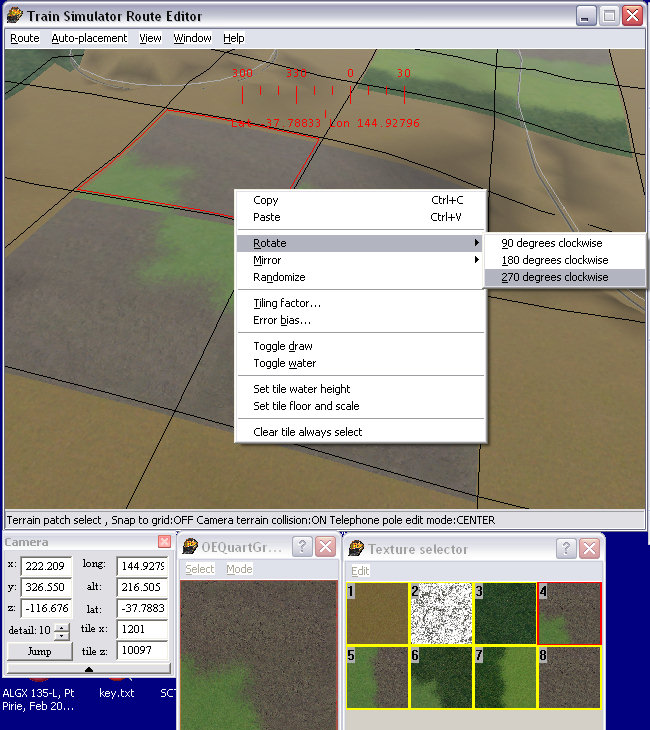 Train Simulator Route Editor
Route Auto-placement View Window Help
300 330 0 30
Lat -37.78833 Lon 144.92796
Copy Ctrl+C
Paste Ctrl+V
Rotate
Mirror
Randomize
Tiling factor...
Error bias...
Toggle draw
Toggle water
Set tile water height
Set tile floor and scale
Clear tile always select
90 degrees clockwise
180 degrees clockwise
270 degrees clockwise
Terrain patch select , Snap to grid:OFF Camera terrain collision:ON Telephone pole edit mode:CENTER
Camera
x: 222.209 long: 144.9279
y: 326.550 alt: 216.505
z: -116.676 lat: -37.7883
detail: 10 tile x: 1201
Jump tile z: 10097
OEQuartGr...
Select Mode
Texture selector
Edit
1 2 3 4
5 6 7 8
ALGX 135-L, Pt
Pirie, Feb 20...
key.txt
SCT